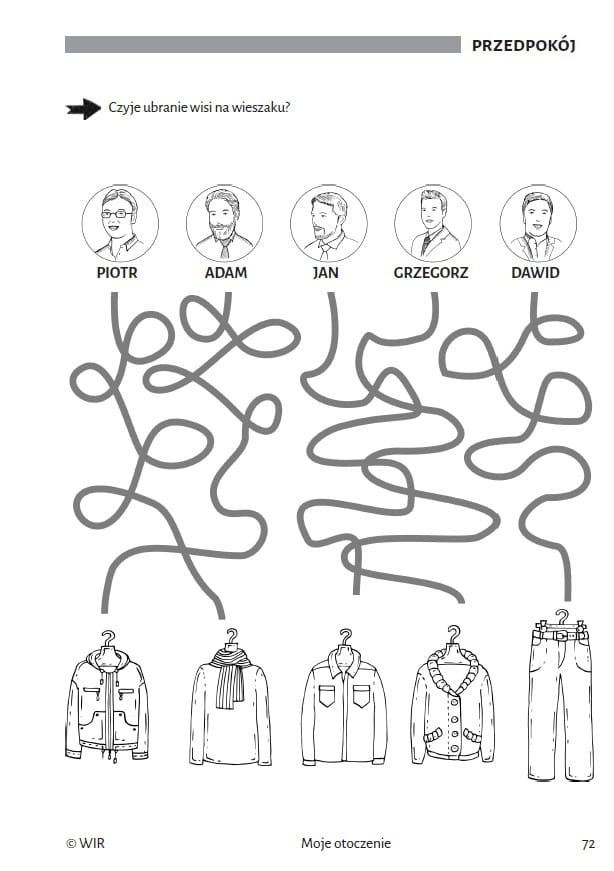 PRZEDPOKÓJ
Czyje ubranie wisi na wieszaku?
PIOTR ADAM JAN GRZEGORZ DAWID
© WIR Moje otoczenie 72